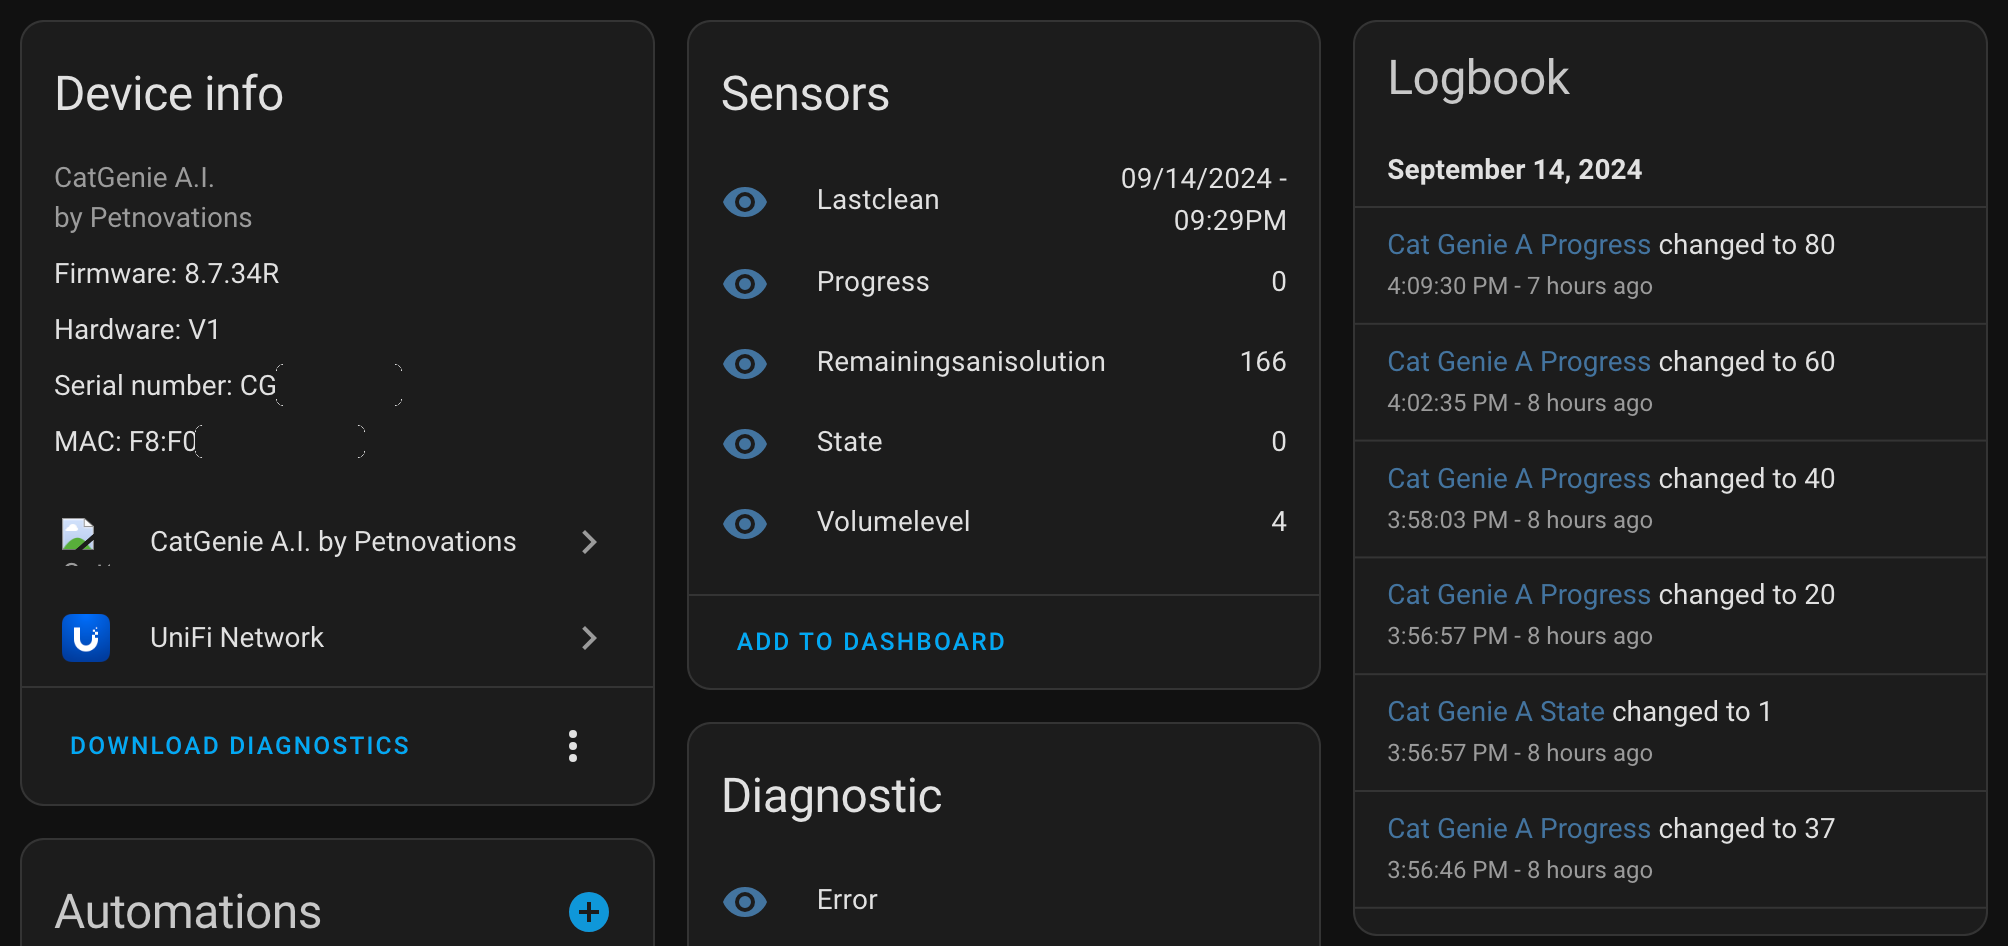 Device info
CatGenie A.I.
by Petnovations
Firmware: 8.7.34R
Hardware: V1
Serial number: CG
MAC: F8:F0
CatGenie A.I. by Petnovations
UniFi Network
DOWNLOAD DIAGNOSTICS
Automations
Sensors
Lastclean
09/14/2024 -
09:29PM
Progress 0
Remainingsanisolution 166
State 0
Volumelevel 4
ADD TO DASHBOARD
Diagnostic
Error
Logbook
September 14, 2024
Cat Genie A Progress changed to 80
4:09:30 PM - 7 hours ago
Cat Genie A Progress changed to 60
4:02:35 PM - 8 hours ago
Cat Genie A Progress changed to 40
3:58:03 PM - 8 hours ago
Cat Genie A Progress changed to 20
3:56:57 PM - 8 hours ago
Cat Genie A State changed to 1
3:56:57 PM - 8 hours ago
Cat Genie A Progress changed to 37
3:56:46 PM - 8 hours ago